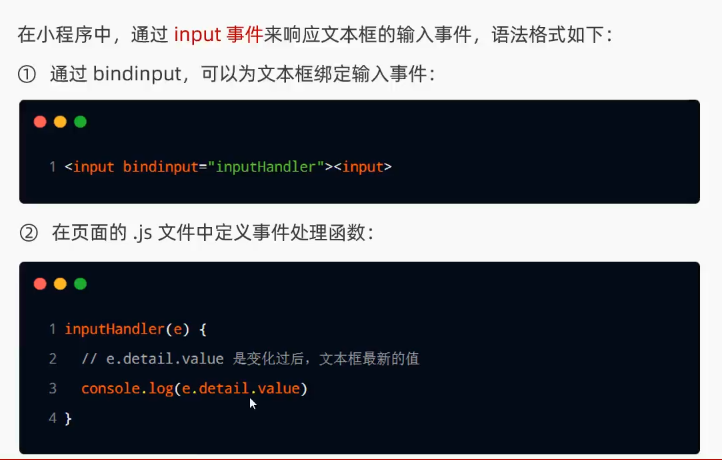 在小程序中，通过 input 事件来响应文本框的输入事件，语法格式如下：
① 通过 bindinput，可以为文本框绑定输入事件：
1 <input bindinput="inputHandler"><input>
② 在页面的 .js 文件中定义事件处理函数：
1 inputHandler(e) {
2 // e.detail.value 是变化过后，文本框最新的值
3 console.log(e.detail.value)
4 }